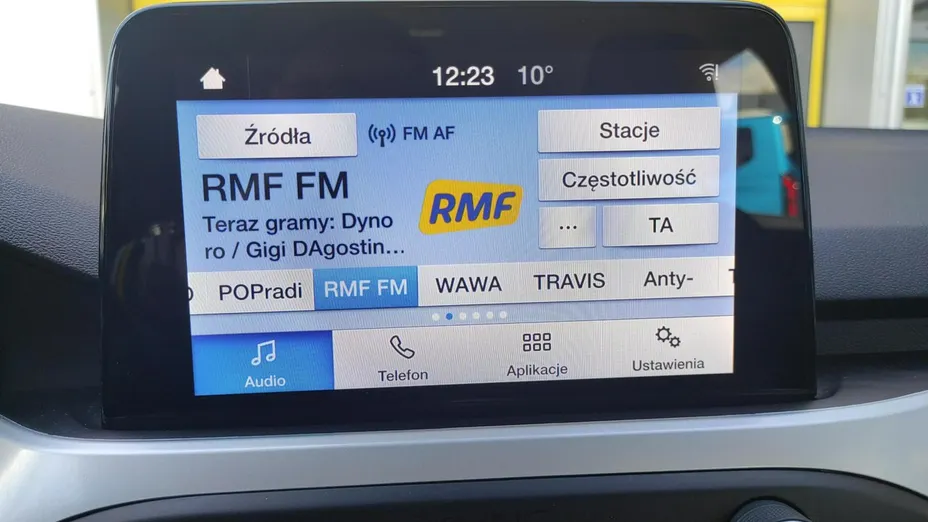 12:23 10°
Źródła
FM AF
Stacje
RMF FM
RMF
Częstotliwość
Teraz gramy: Dyno
ro / Gigi DAgostin...
...
TA
POPradi
RMF FM
WAWA
TRAVIS
Anty-
Audio
Telefon
Aplikacje
Ustawienia